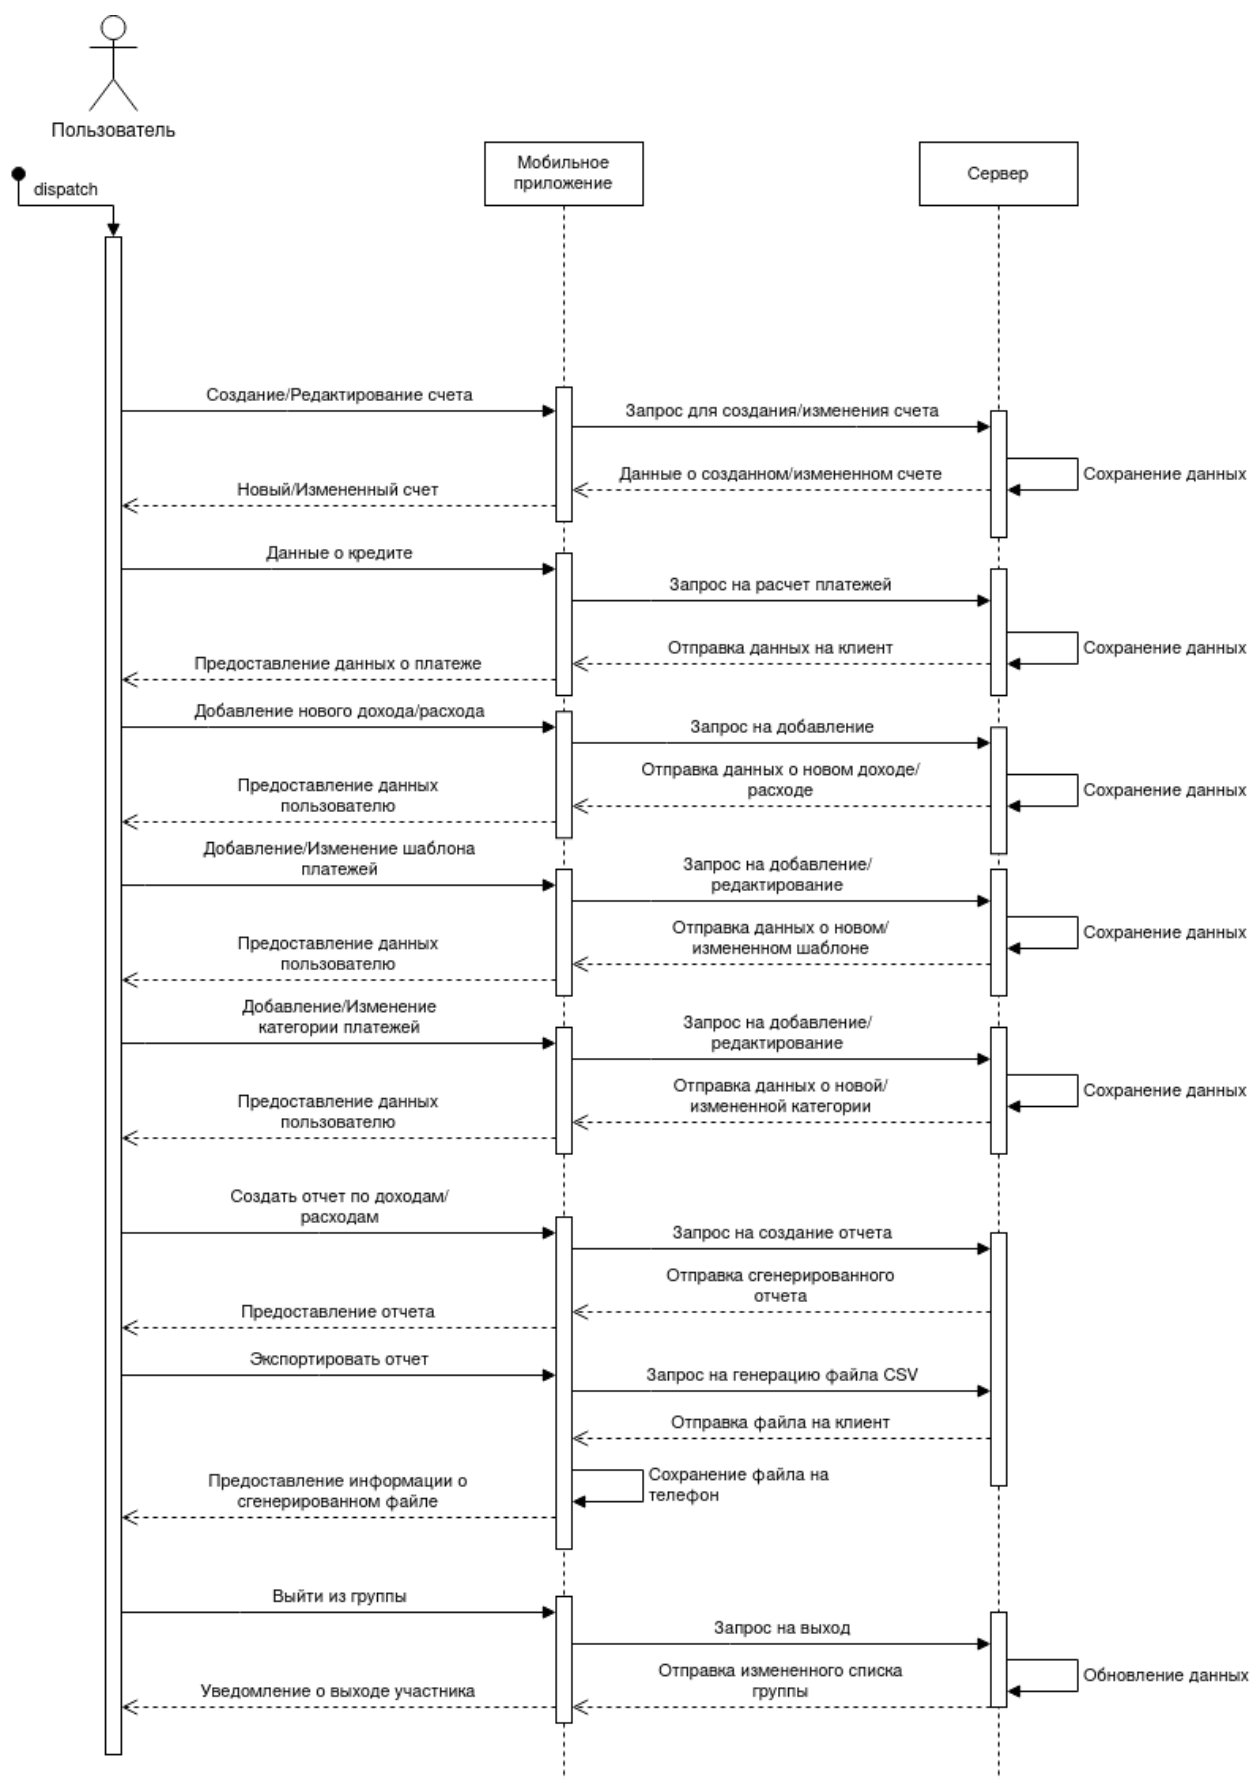 Пользователь
dispatch
Мобильное
приложение
Сервер
Создание/Редактирование счета
Запрос для создания/изменения счета
Сохранение данных
Данные о созданном/измененном счете
Новый/Измененный счет
Данные о кредите
Запрос на расчет платежей
Сохранение данных
Отправка данных на клиент
Предоставление данных о платеже
Добавление нового дохода/расхода
Запрос на добавление
Отправка данных о новом доходе/
расходе
Сохранение данных
Предоставление данных
пользователю
Добавление/Изменение шаблона
платежей
Запрос на добавление/
редактирование
Отправка данных о новом/
измененном шаблоне
Сохранение данных
Предоставление данных
пользователю
Добавление/Изменение
категории платежей
Запрос на добавление/
редактирование
Отправка данных о новой/
измененной категории
Сохранение данных
Предоставление данных
пользователю
Создать отчет по доходам/
расходам
Запрос на создание отчета
Отправка сгенерированного
отчета
Предоставление отчета
Экспортировать отчет
Запрос на генерацию файла CSV
Отправка файла на клиент
Сохранение файла на
телефон
Предоставление информации о
сгенерированном файле
Выйти из группы
Запрос на выход
Отправка измененного списка
группы
Обновление данных
Уведомление о выходе участника